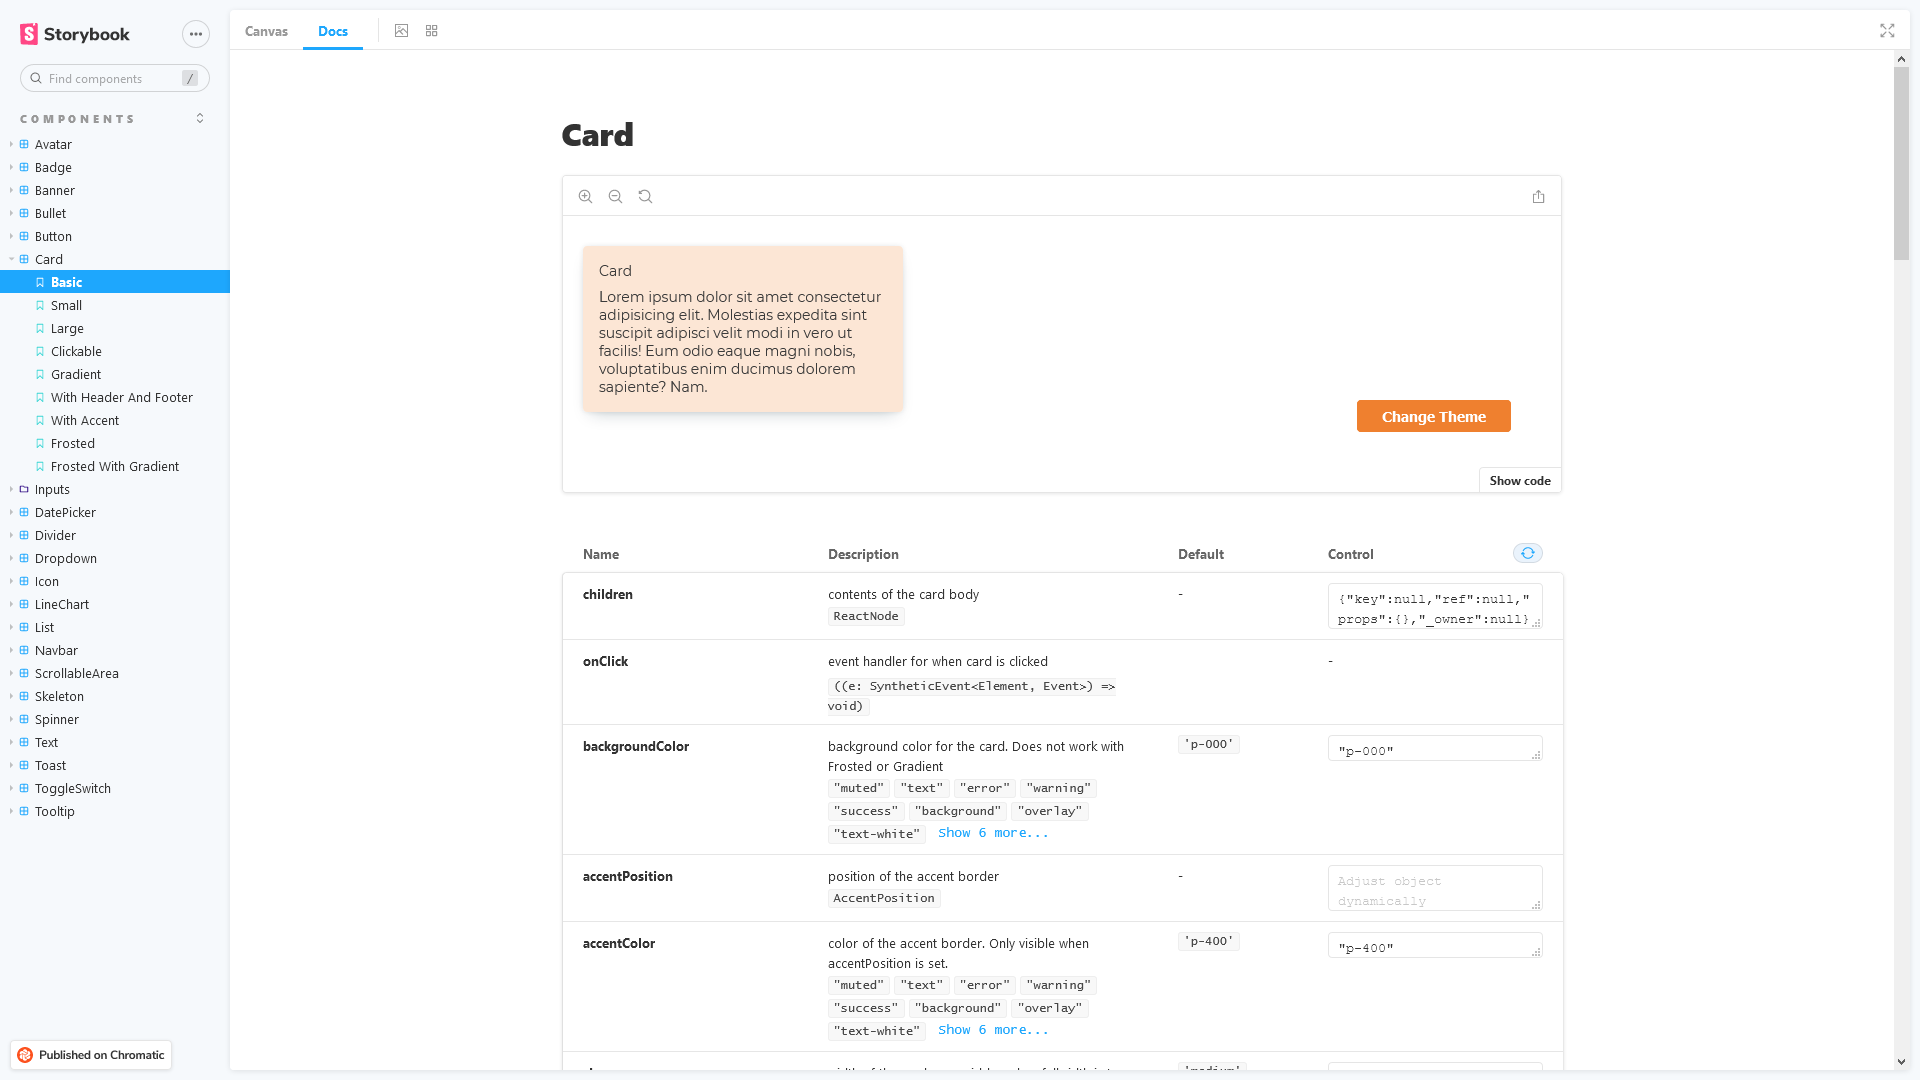 Storybook
Find components
/
COMPONENTS
Avatar
Badge
Banner
Bullet
Button
Card
Basic
Small
Large
Clickable
Gradient
With Header And Footer
With Accent
Frosted
Frosted With Gradient
Inputs
DatePicker
Divider
Dropdown
Icon
LineChart
List
Navbar
ScrollableArea
Skeleton
Spinner
Text
Toast
ToggleSwitch
Tooltip
Published on Chromatic
Canvas Docs
Card
Card
Lorem ipsum dolor sit amet consectetur
adipisicing elit. Molestias expedita sint
suscipit adipisci velit modi in vero ut
facilis! Eum odio eaque magni nobis,
voluptatibus enim ducimus dolorem
sapiente? Nam.
Change Theme
Show code
Name Description Default Control
children contents of the card body - {"key":null,"ref":null,"
ReactNode props":{},"_owner":null}
onClick event handler for when card is clicked -
((e: SyntheticEvent<Element, Event>) =>
void)
backgroundColor background color for the card. Does not work with 'p-000' "p-000"
Frosted or Gradient
"muted" "text" "error" "warning"
"success" "background" "overlay"
"text-white" Show 6 more...
accentPosition position of the accent border - Adjust object
AccentPosition dynamically
accentColor color of the accent border. Only visible when 'p-400' "p-400"
accentPosition is set.
"muted" "text" "error" "warning"
"success" "background" "overlay"
"text-white" Show 6 more...